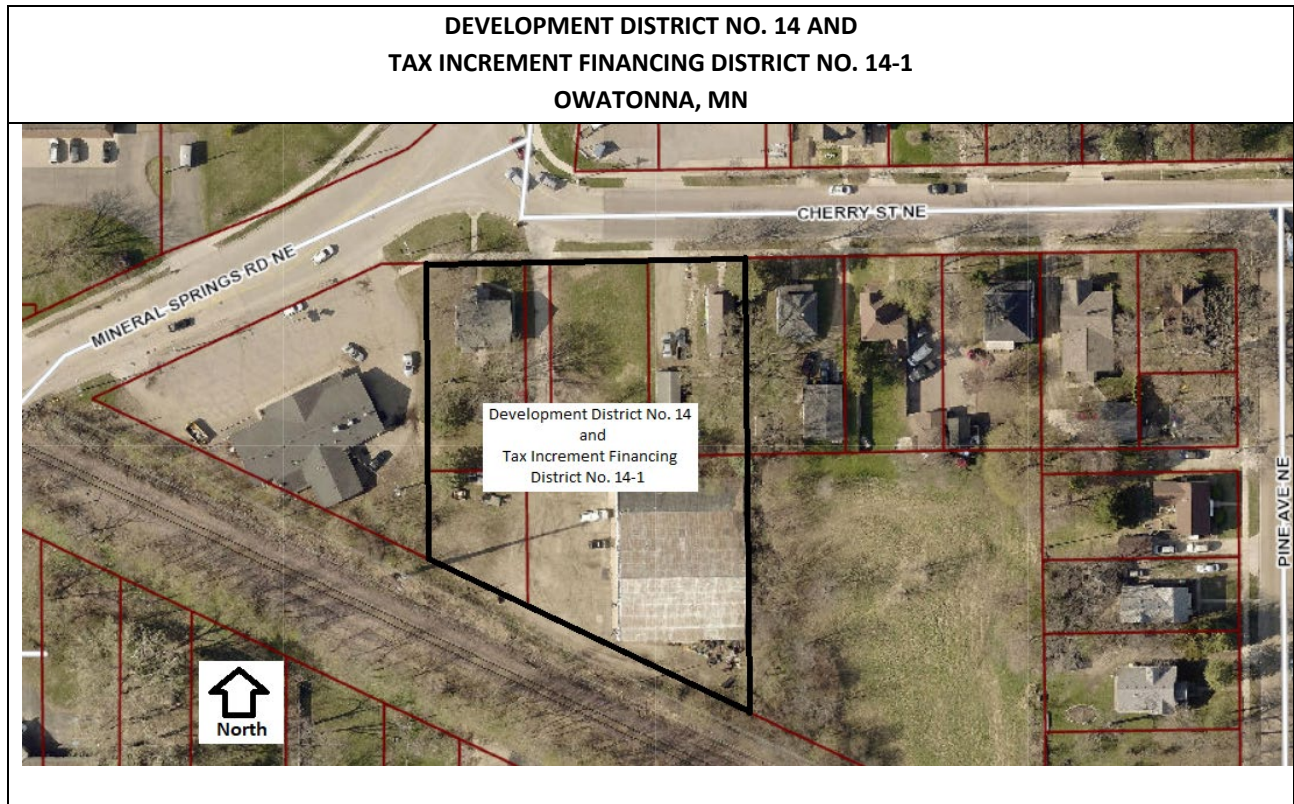 DEVELOPMENT DISTRICT NO. 14 AND
TAX INCREMENT FINANCING DISTRICT NO. 14-1
OWATONNA, MN
CHERRY ST NE
MINERAL SPRINGS RD NE
Development District No. 14
and
Tax Increment Financing
District No. 14-1
PINE AVE NE
North